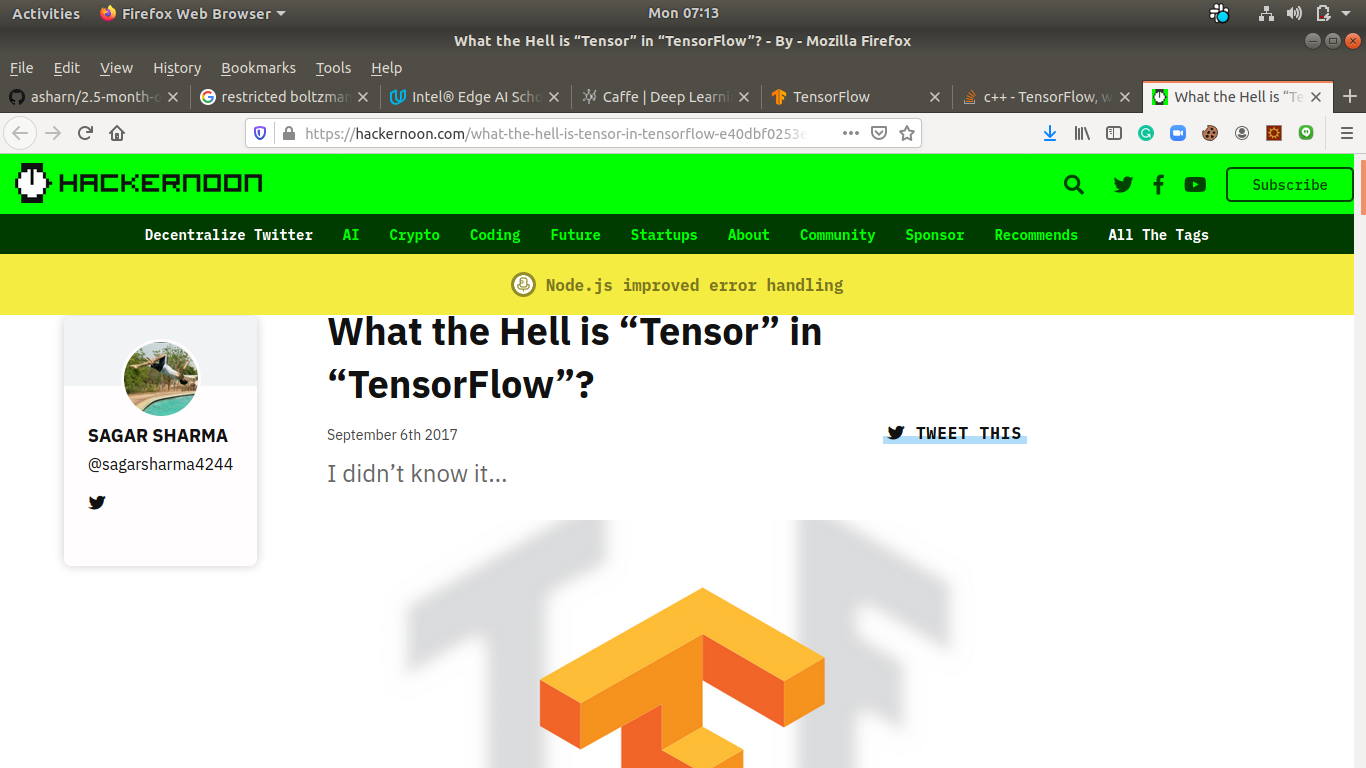 Activities Firefox Web Browser Mon 07:13
What the Hell is “Tensor” in “TensorFlow”? - By - Mozilla Firefox
File Edit View History Bookmarks Tools Help
asharn/2.5-month-o restricted boltzmar Intel® Edge AI Scho Caffe | Deep Learni TensorFlow c++ - TensorFlow, w What the Hell is “Te
https://hackernoon.com/what-the-hell-is-tensor-in-tensorflow-e40dbf0253e
HACKERNOON Subscribe
Decentralize Twitter AI Crypto Coding Future Startups About Community Sponsor Recommends All The Tags
Node.js improved error handling
What the Hell is “Tensor” in
“TensorFlow”?
SAGAR SHARMA
@sagarsharma4244
September 6th 2017 TWEET THIS
I didn’t know it…